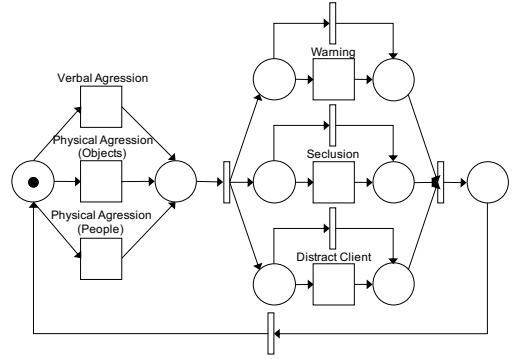 Verbal Agression
Physical Agression
(Objects)
Physical Agression
(People)
Warning
Seclusion
Distract Client